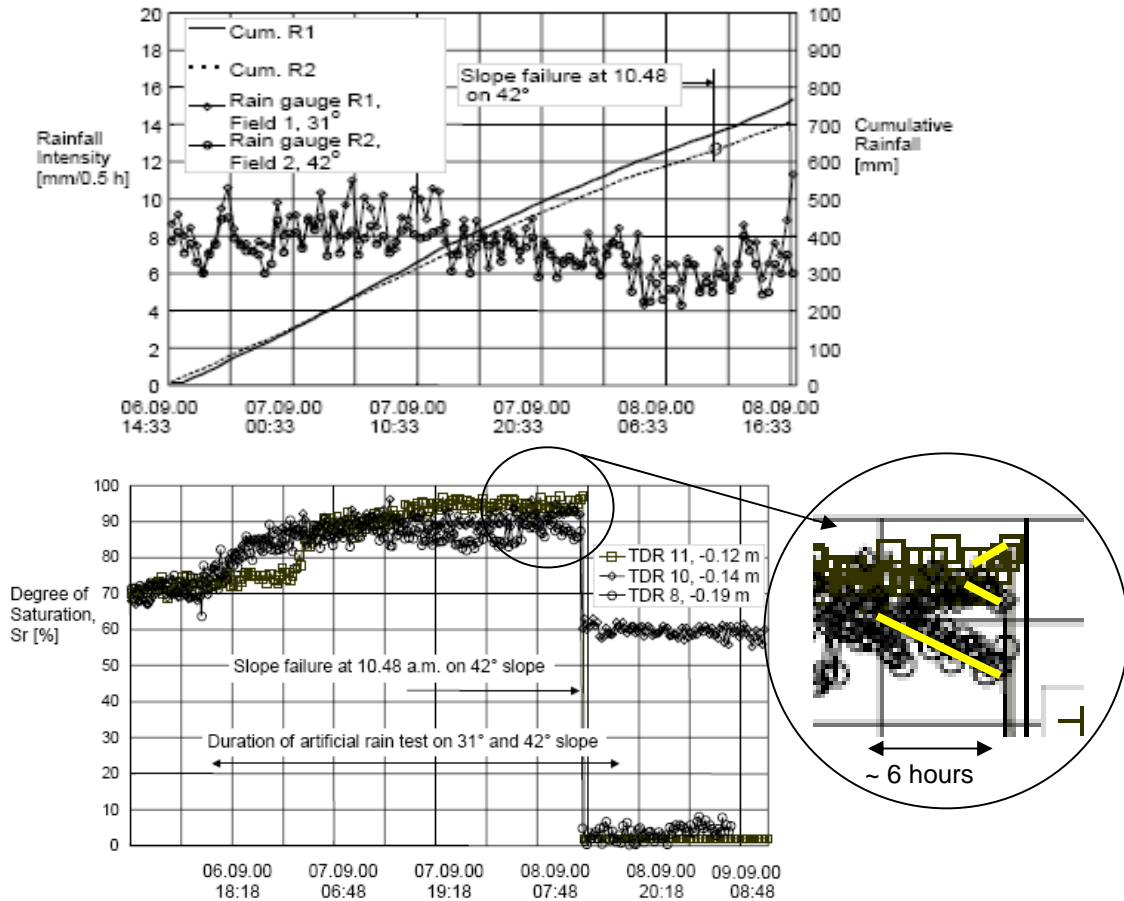 20
18
16
14
12
10
8
6
4
2
0
Rainfall
Intensity
[mm/0.5 h]
Cum. R1
Cum. R2
Rain gauge R1,
Field 1, 31°
Rain gauge R2,
Field 2, 42°
Slope failure at 10.48
on 42°
100
900
800
700
600
500
400
300
200
100
0
Cumulative
Rainfall
[mm]
06.09.00 07.09.00 07.09.00 07.09.00 08.09.00 08.09.00
14:33 00:33 10:33 20:33 06:33 16:33
100
90
80
70
60
50
40
30
20
10
0
Degree of
Saturation,
Sr [%]
TDR 11, -0.12 m
TDR 10, -0.14 m
TDR 8, -0.19 m
Slope failure at 10.48 a.m. on 42° slope
Duration of artificial rain test on 31° and 42° slope
06.09.00 07.09.00 07.09.00 08.09.00 08.09.00 09.09.00
18:18 06:48 19:18 07:48 20:18 08:48
~ 6 hours